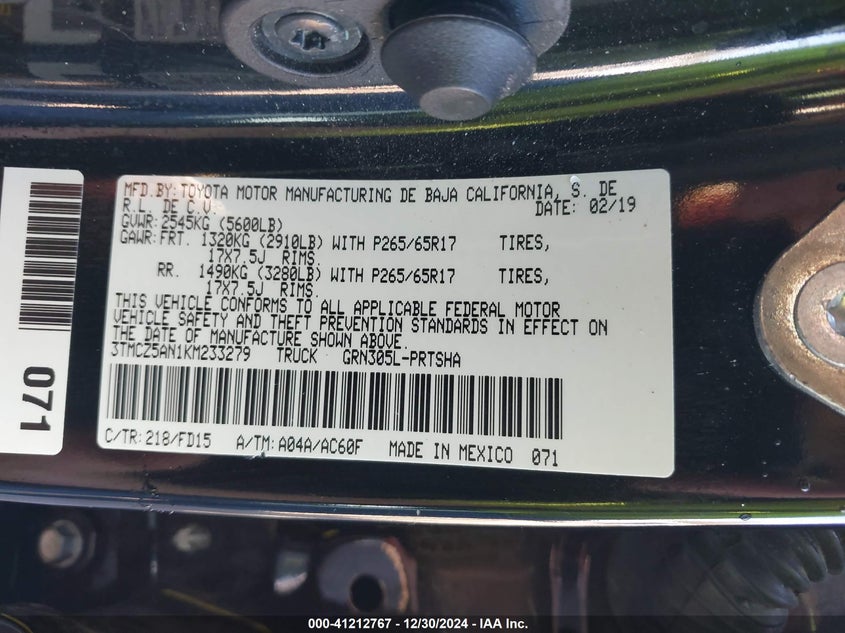 MFD.BY:TOYOTA MOTOR MANUFACTURING DE BAJA CALIFORNIA, S. DE
R.L. DE C.V. DATE: 02/19
GVWR:2545KG (5600LB)
GAWR:FRT. 1320KG (2910LB) WITH P265/65R17 TIRES,
17X7.5J RIMS.
RR. 1490KG (3280LB) WITH P265/65R17 TIRES,
17X7.5J RIMS.
THIS VEHICLE CONFORMS TO ALL APPLICABLE FEDERAL MOTOR
VEHICLE SAFETY AND THEFT PREVENTION STANDARDS IN EFFECT ON
THE DATE OF MANUFACTURE SHOWN ABOVE.
3TMCZ5AN1KM233279 TRUCK GRN305L-PRTSHA
C/TR:218/FD15 A/TM:A04A/AC60F MADE IN MEXICO 071
071
000-41212767 - 12/30/2024 - IAA Inc.